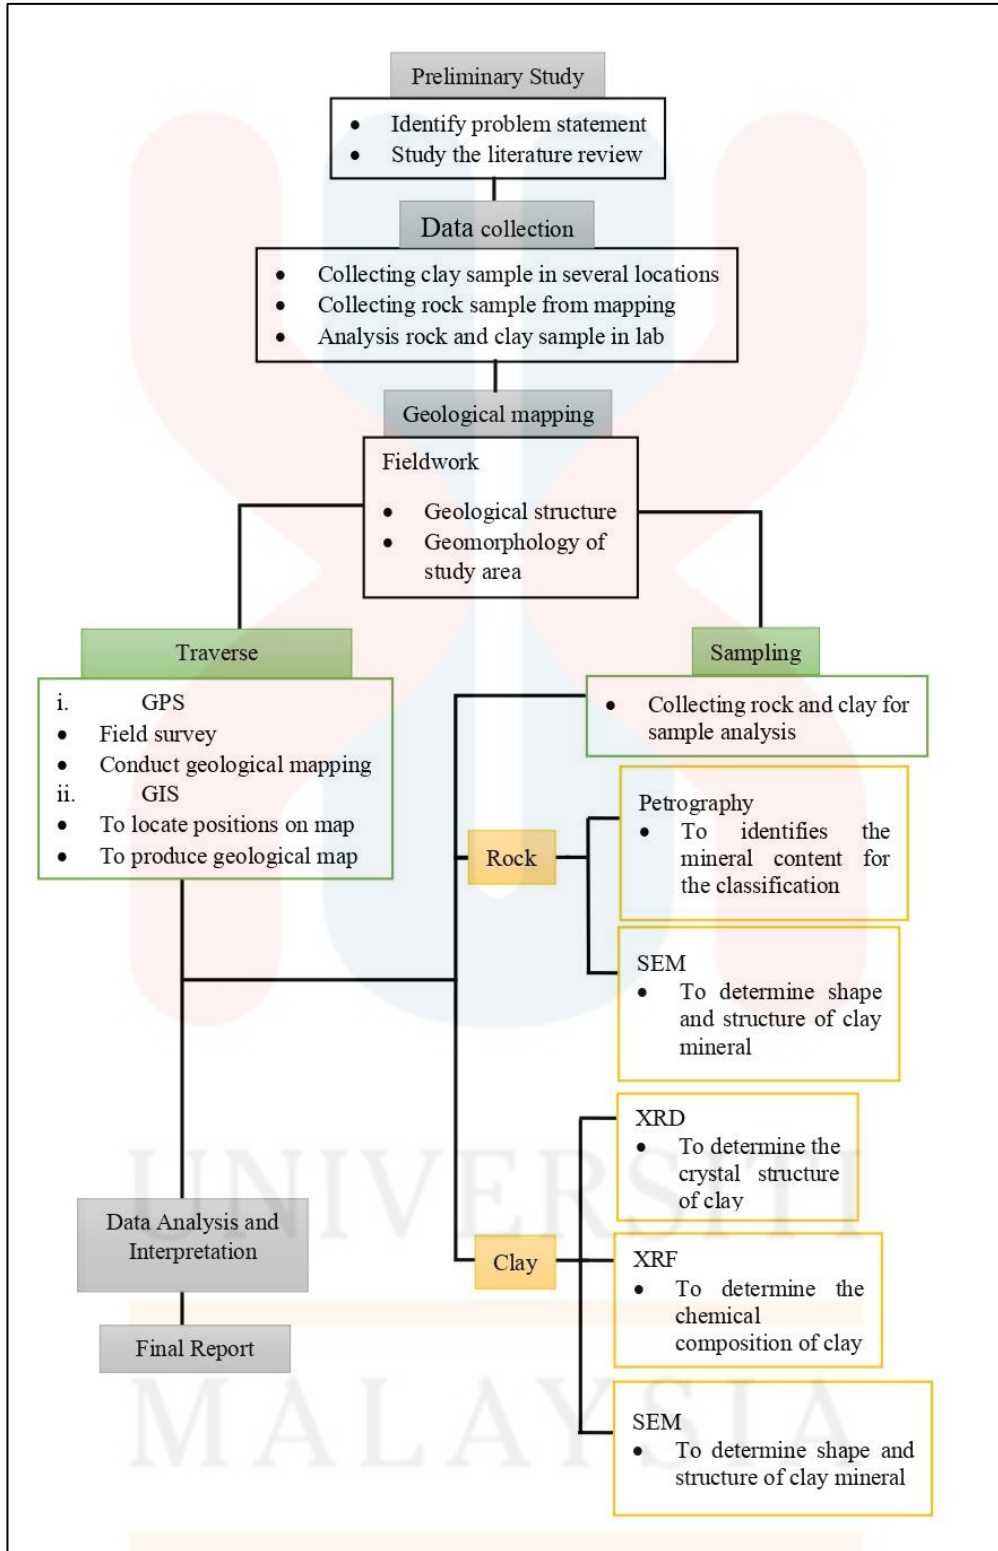 Preliminary Study
• Identify problem statement
• Study the literature review
Data collection
• Collecting clay sample in several locations
• Collecting rock sample from mapping
• Analysis rock and clay sample in lab
Geological mapping
Fieldwork
• Geological structure
• Geomorphology of
study area
Traverse
i. GPS
• Field survey
• Conduct geological mapping
ii. GIS
• To locate positions on map
• To produce geological map
Sampling
• Collecting rock and clay for
sample analysis
Rock
Petrography
• To identifies the
mineral content for
the classification
SEM
• To determine shape
and structure of clay
mineral
Clay
XRD
• To determine the
crystal structure
of clay
XRF
• To determine the
chemical
composition of clay
SEM
• To determine shape and
structure of clay mineral
Data Analysis and
Interpretation
Final Report
UNIVERSITI
MALAYSIA